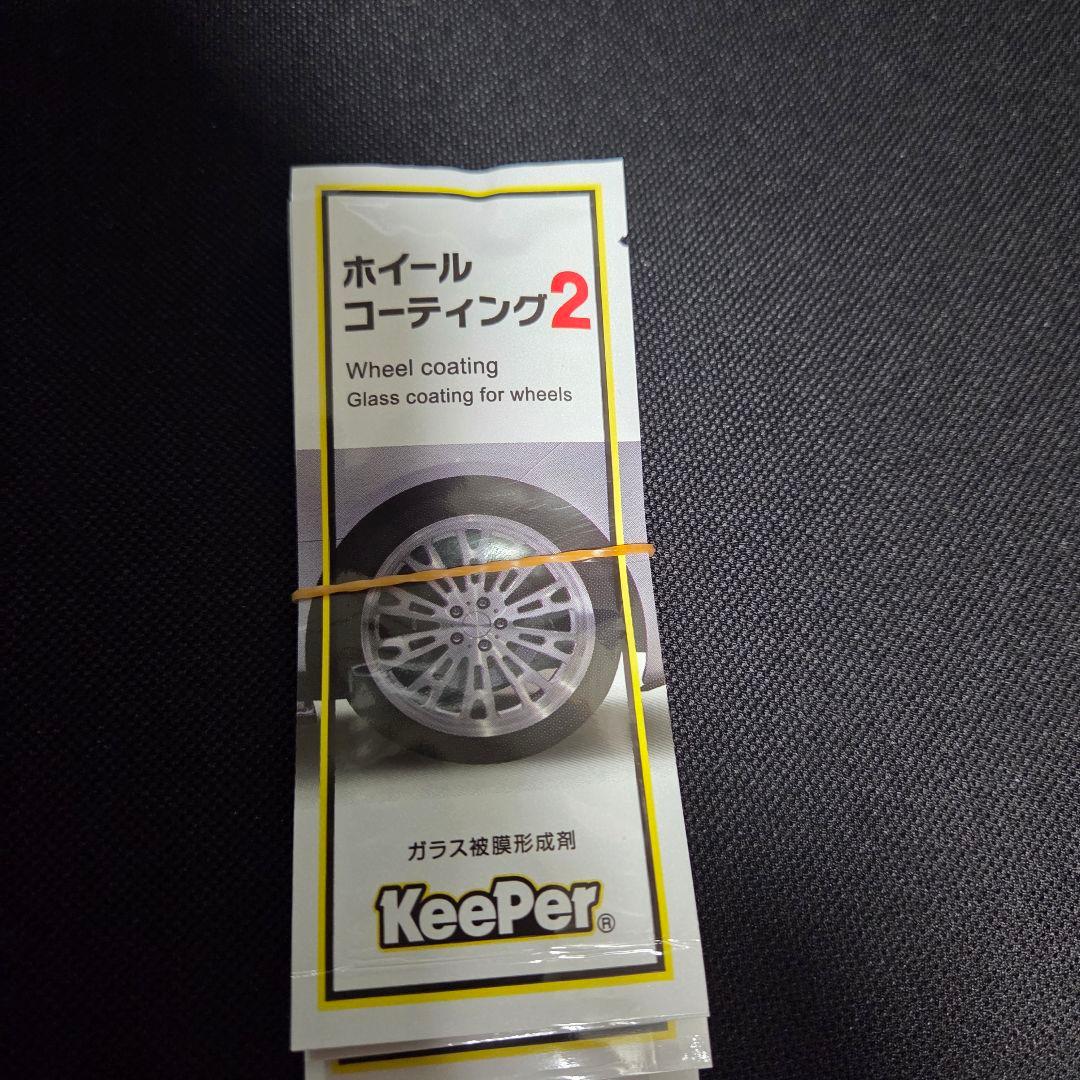 ホイール
コーティング2
Wheel coating
Glass coating for wheels
ガラス被膜形成剤
KeePer®